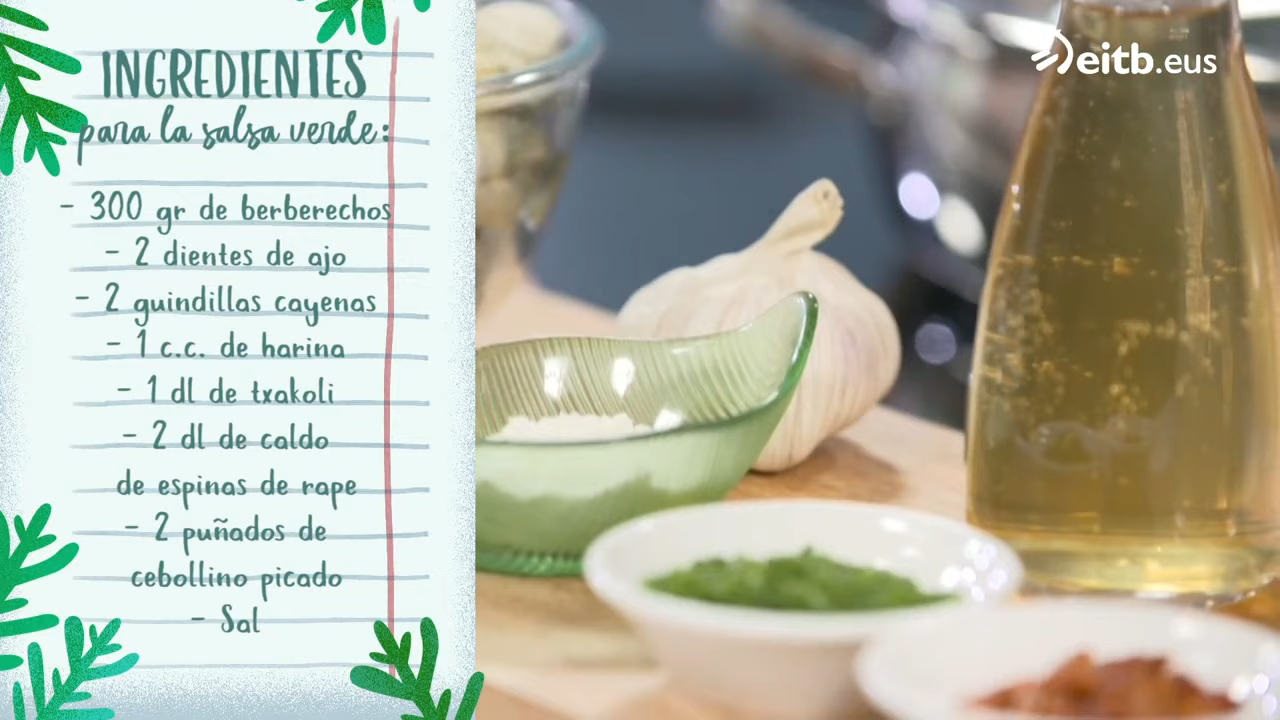 INGREDIENTES
para la salsa verde:
- 300 gr de berberechos
- 2 dientes de ajo
- 2 guindillas cayenas
- 1 c.c. de harina
- 1 dl de txakoli
- 2 dl de caldo
de espinas de rape
- 2 puñados de
cebollino picado
- Sal
eitb.eus